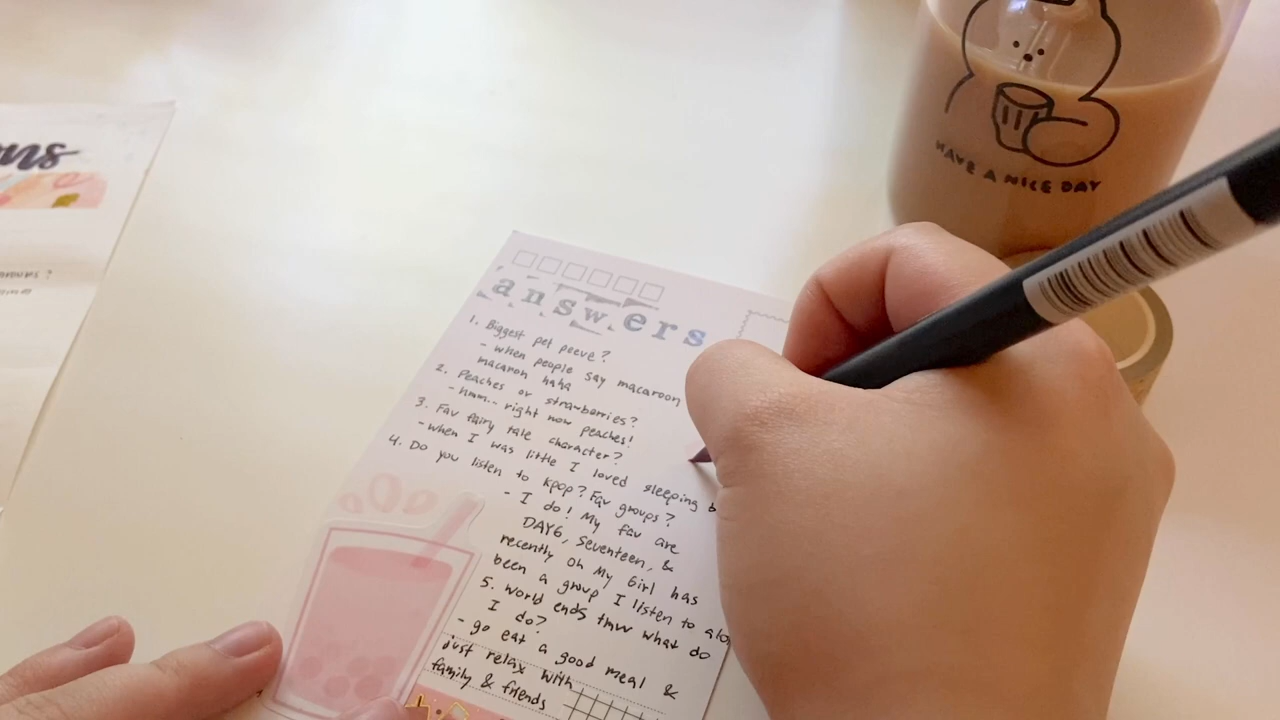 HAVE A NICE DAY
answers
1. Biggest pet peeve?
- when people say macaroon
macaron haha
2. Peaches or strawberries?
- hmm... right now peaches!
3. Fav fairy tale character?
- when I was little I loved sleeping b
4. Do you listen to kpop? Fav groups?
- I do! My fav are
DAY6, Seventeen, &
recently Oh My Girl has
been a group I listen to alo
5. World ends tmw what do
I do?
- go eat a good meal &
just relax with
family & friends